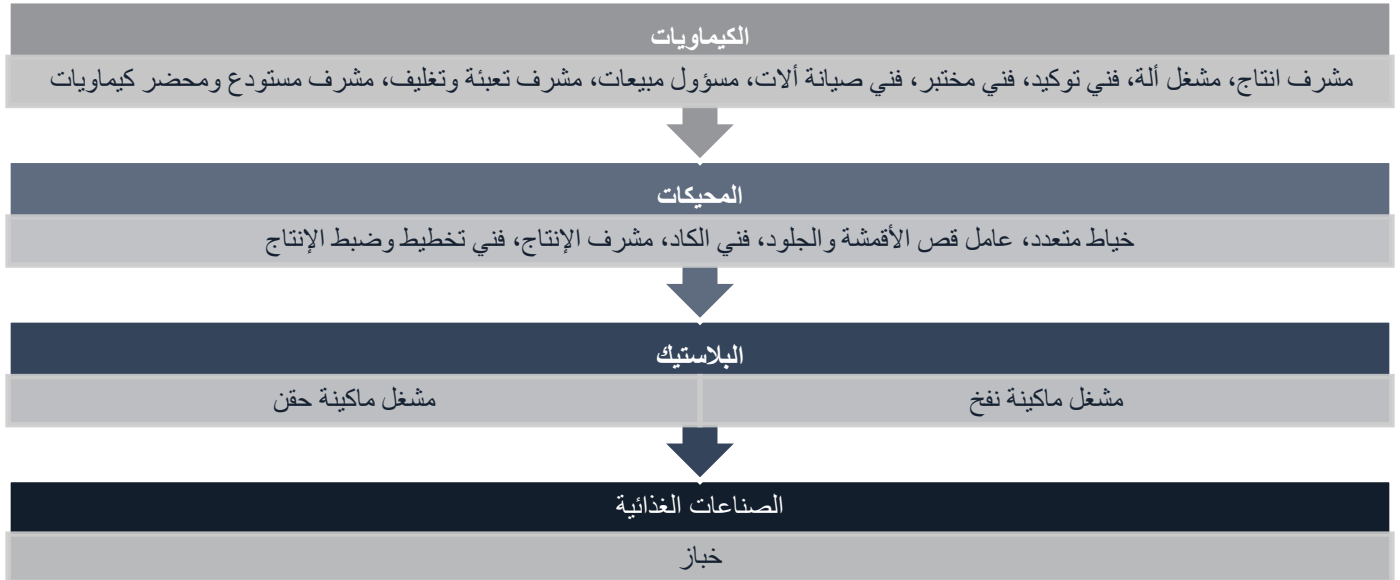 الكيماويات
مشرف انتاج، مشغل ألة، فني توكيد، فني مختبر، فني صيانة ألات، مسؤول مبيعات، مشرف تعبئة وتغليف، مشرف مستودع ومحضر كيماويات
المحيكات
خياط متعدد، عامل قص الأقمشة والجلود، فني الكاد، مشرف الإنتاج، فني تخطيط وضبط الإنتاج
البلاستيك
مشغل ماكينة نفخ
مشغل ماكينة حقن
الصناعات الغذائية
خباز